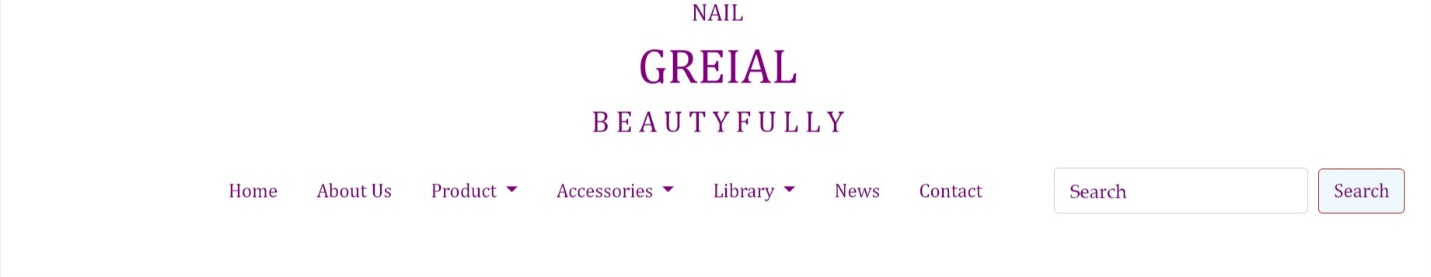 NAIL
GREIAL
BEAUTYFULLY
Home About Us Product Accessories Library News Contact Search Search